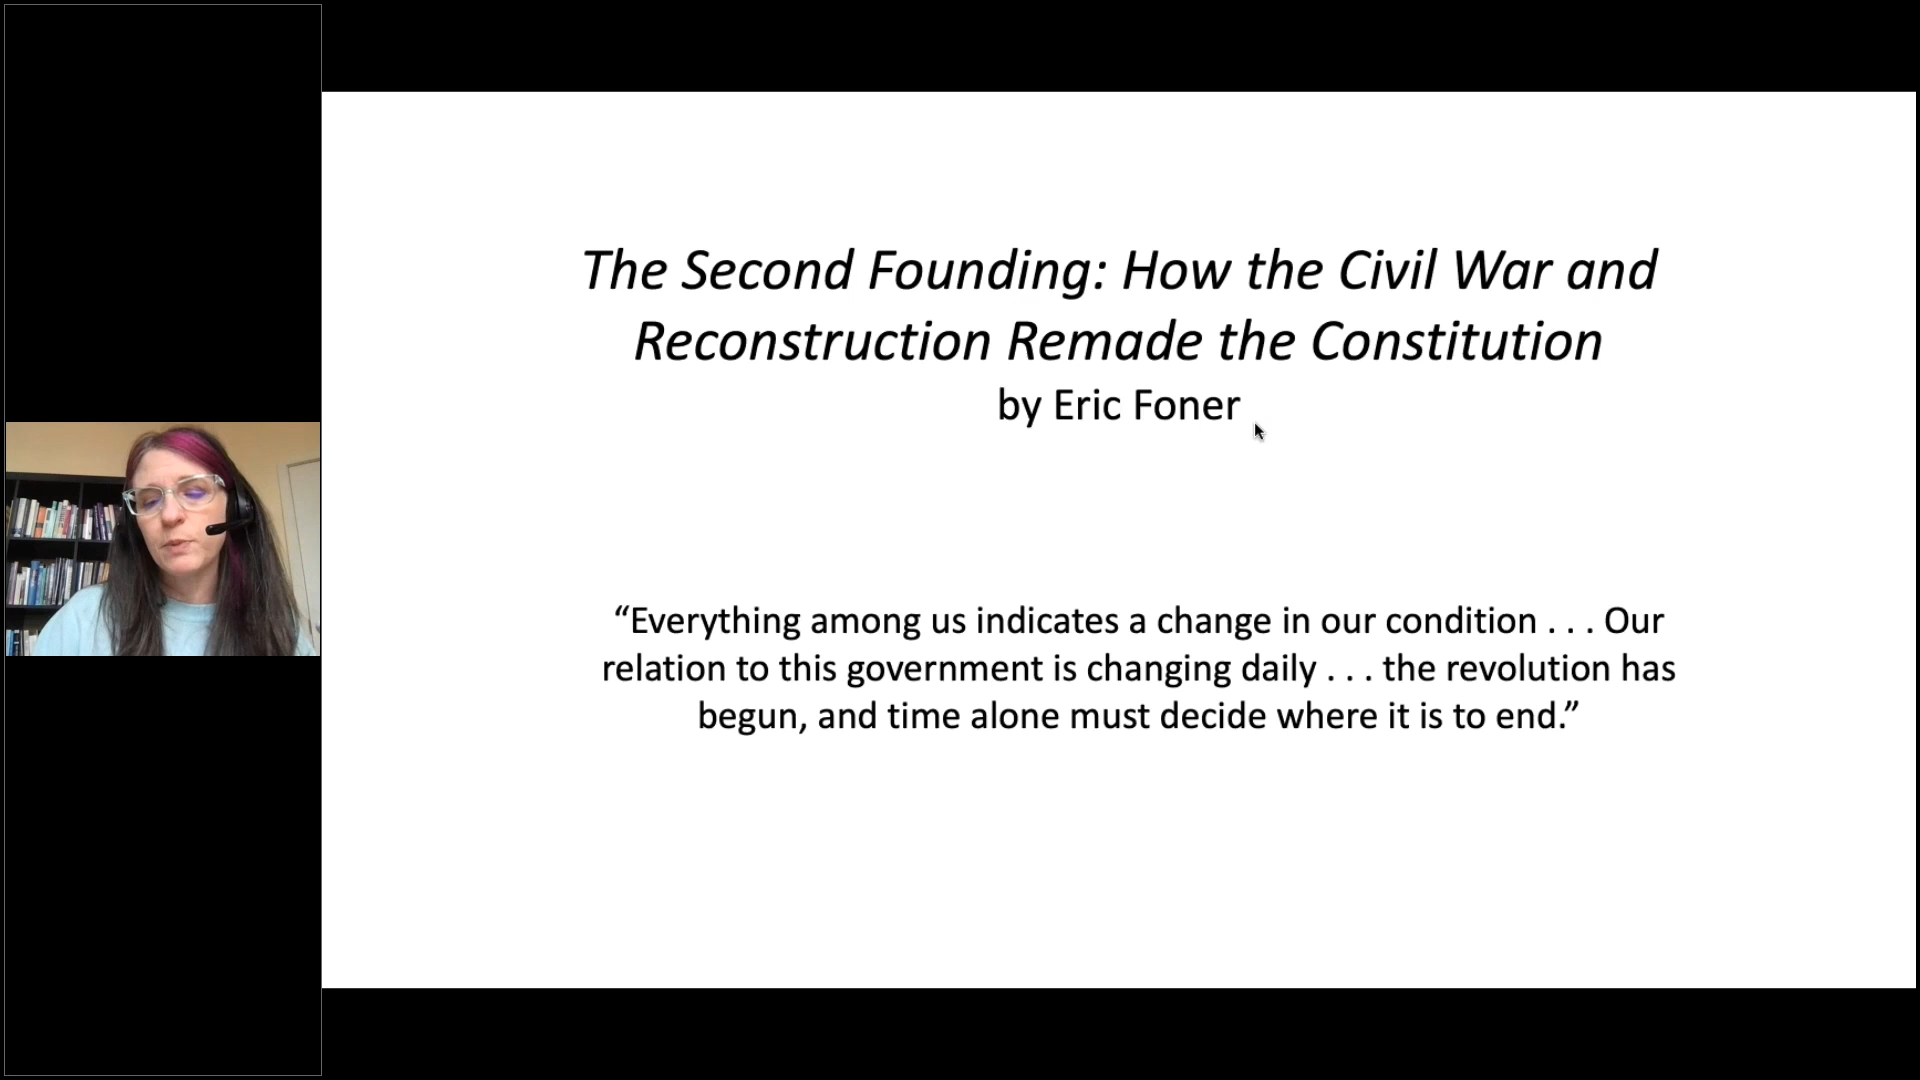 The Second Founding: How the Civil War and
Reconstruction Remade the Constitution
by Eric Foner
“Everything among us indicates a change in our condition . . . Our
relation to this government is changing daily . . . the revolution has
begun, and time alone must decide where it is to end.”